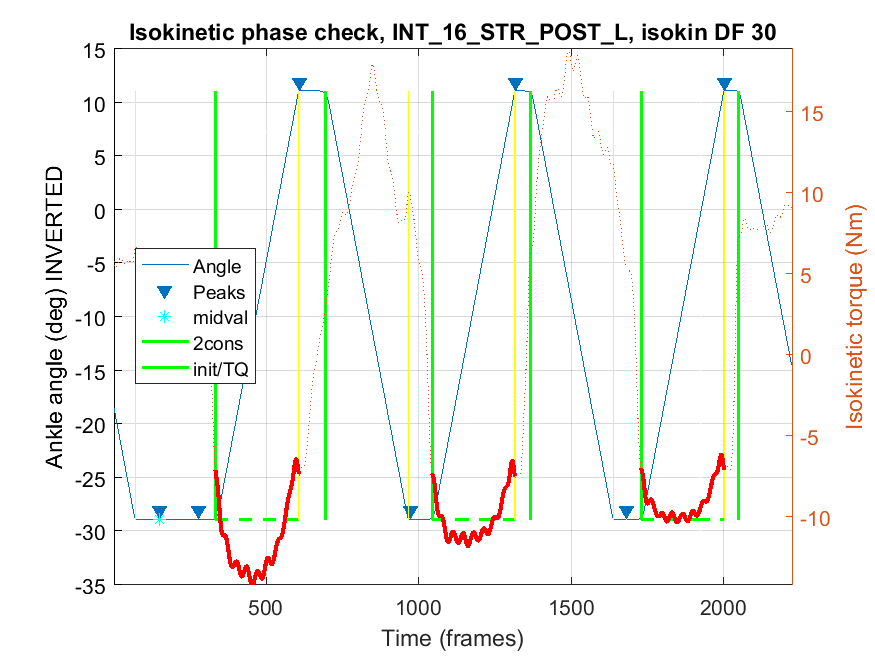 Isokinetic phase check, INT_16_STR_POST_L, isokin DF 30
Ankle angle (deg) INVERTED
15
10
5
0
-5
-10
-15
-20
-25
-30
-35
Angle
Peaks
midval
2cons
init/TQ
15
10
5
0
-5
-10
Isokinetic torque (Nm)
500
1000
1500
2000
Time (frames)